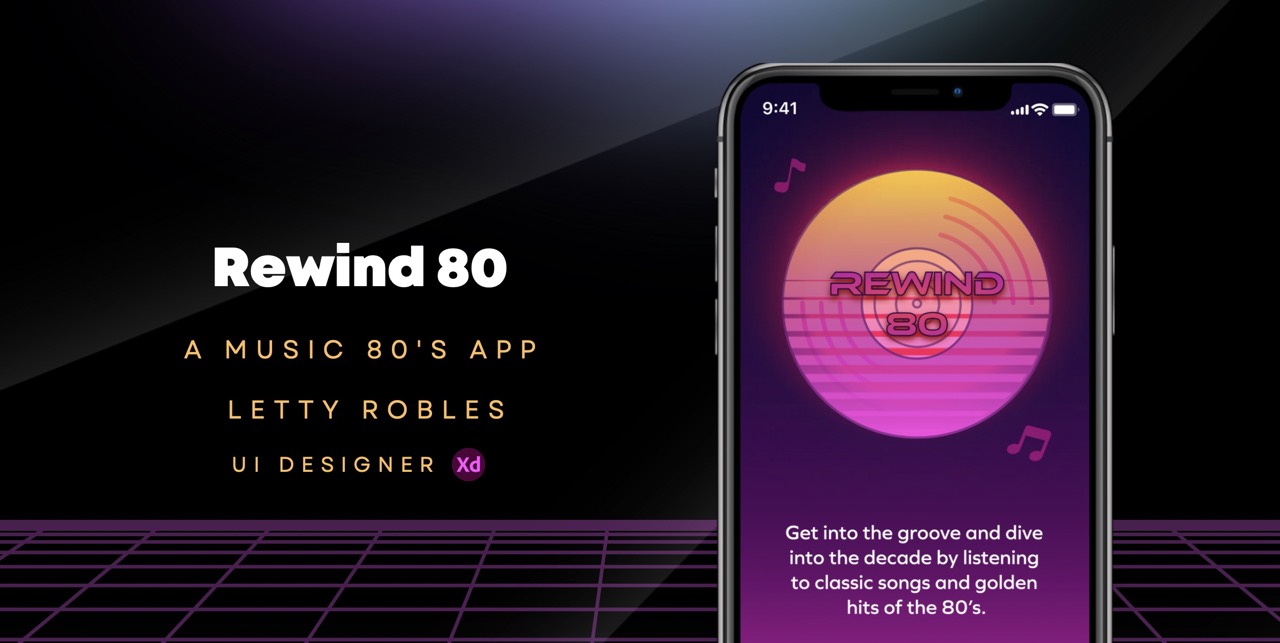 Rewind 80
A MUSIC 80'S APP
LETTY ROBLES
UI DESIGNER Xd
9:41
REWIND
80
Get into the groove and dive
into the decade by listening
to classic songs and golden
hits of the 80's.